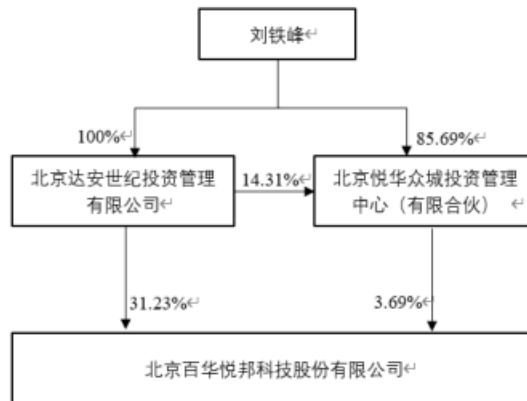 刘铁峰↵
100%↵
85.69%↵
北京达安世纪投资管理
有限公司↵
14.31%↵
北京悦华众城投资管理
中心（有限合伙） ↵
31.23%↵
3.69%↵
北京百华悦邦科技股份有限公司↵